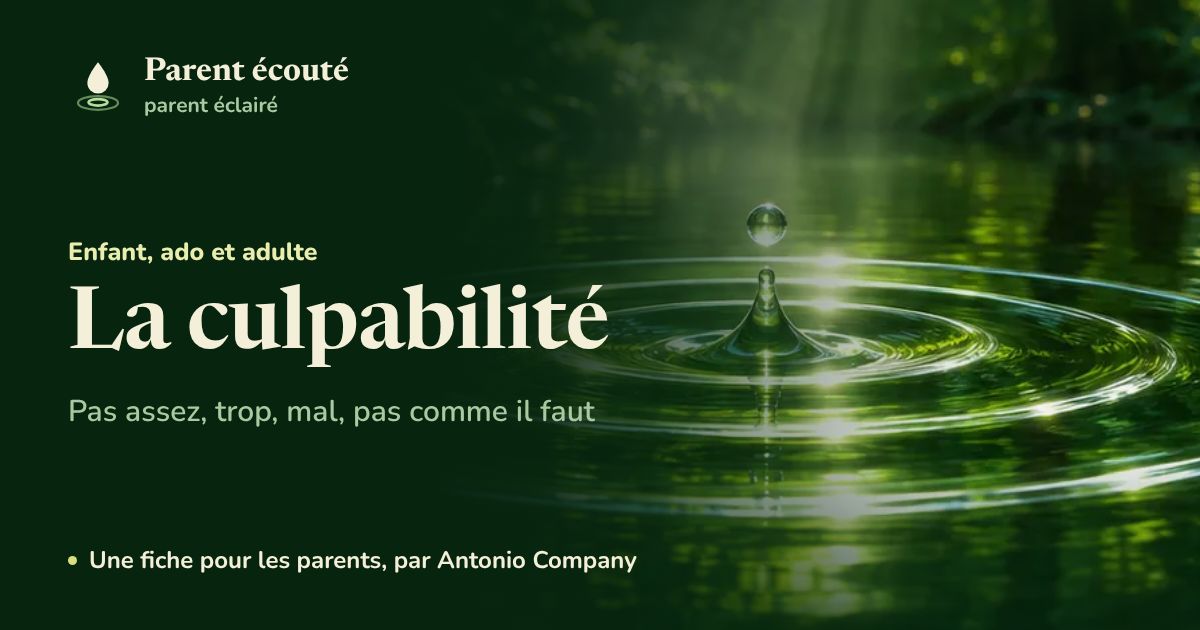 Parent écouté
parent éclairé
Enfant, ado et adulte
La culpabilité
Pas assez, trop, mal, pas comme il faut
Une fiche pour les parents, par Antonio Company